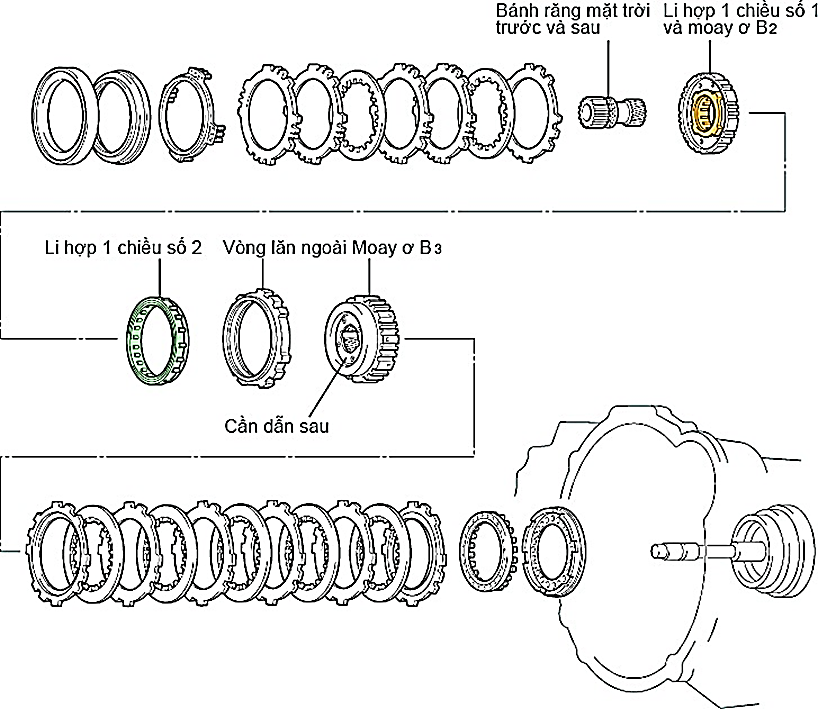 Bánh răng mặt trời
trước và sau
Li hợp 1 chiều số 1
và moay ơ B2
Li hợp 1 chiều số 2
Vòng lăn ngoài Moay ơ B3
Cần dẫn sau